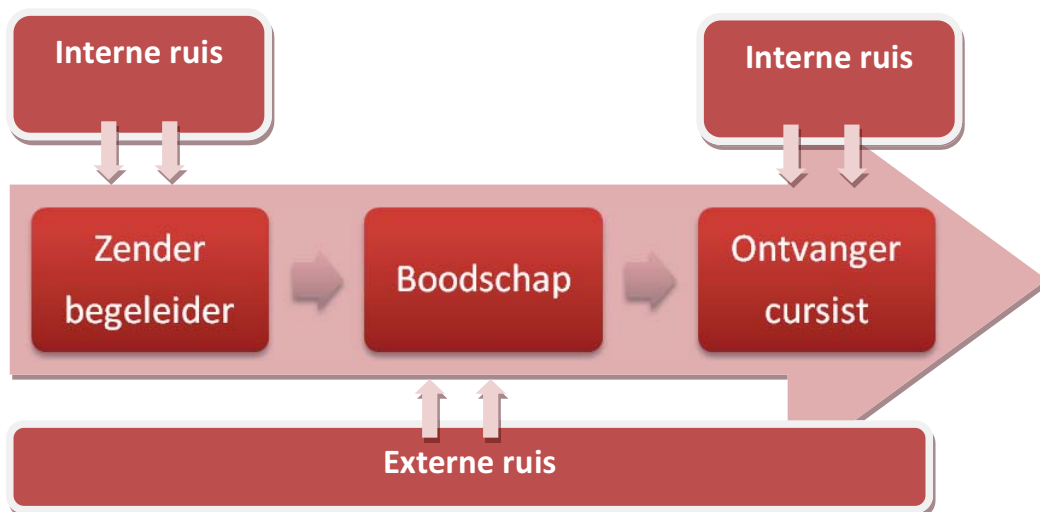 Interne ruis
Interne ruis
Zender
begeleider
Boodschap
Ontvanger
cursist
Externe ruis